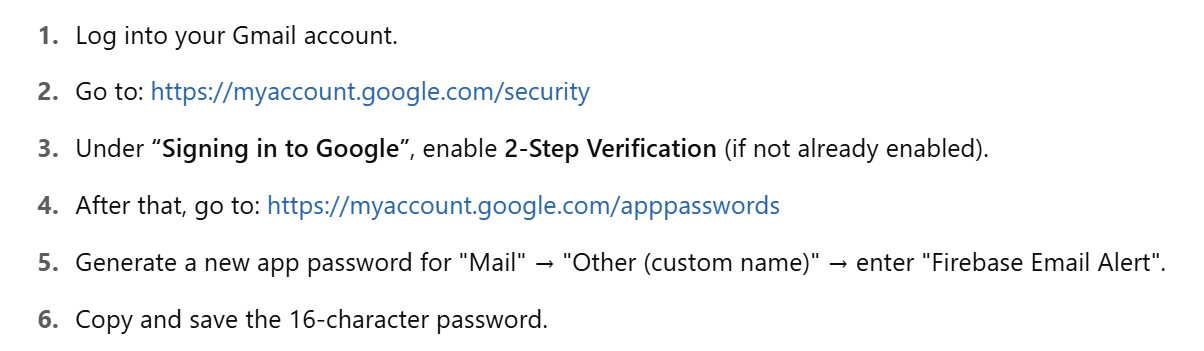 1. Log into your Gmail account.
2. Go to: https://myaccount.google.com/security
3. Under “Signing in to Google”, enable 2-Step Verification (if not already enabled).
4. After that, go to: https://myaccount.google.com/apppasswords
5. Generate a new app password for "Mail" → "Other (custom name)" → enter "Firebase Email Alert".
6. Copy and save the 16-character password.